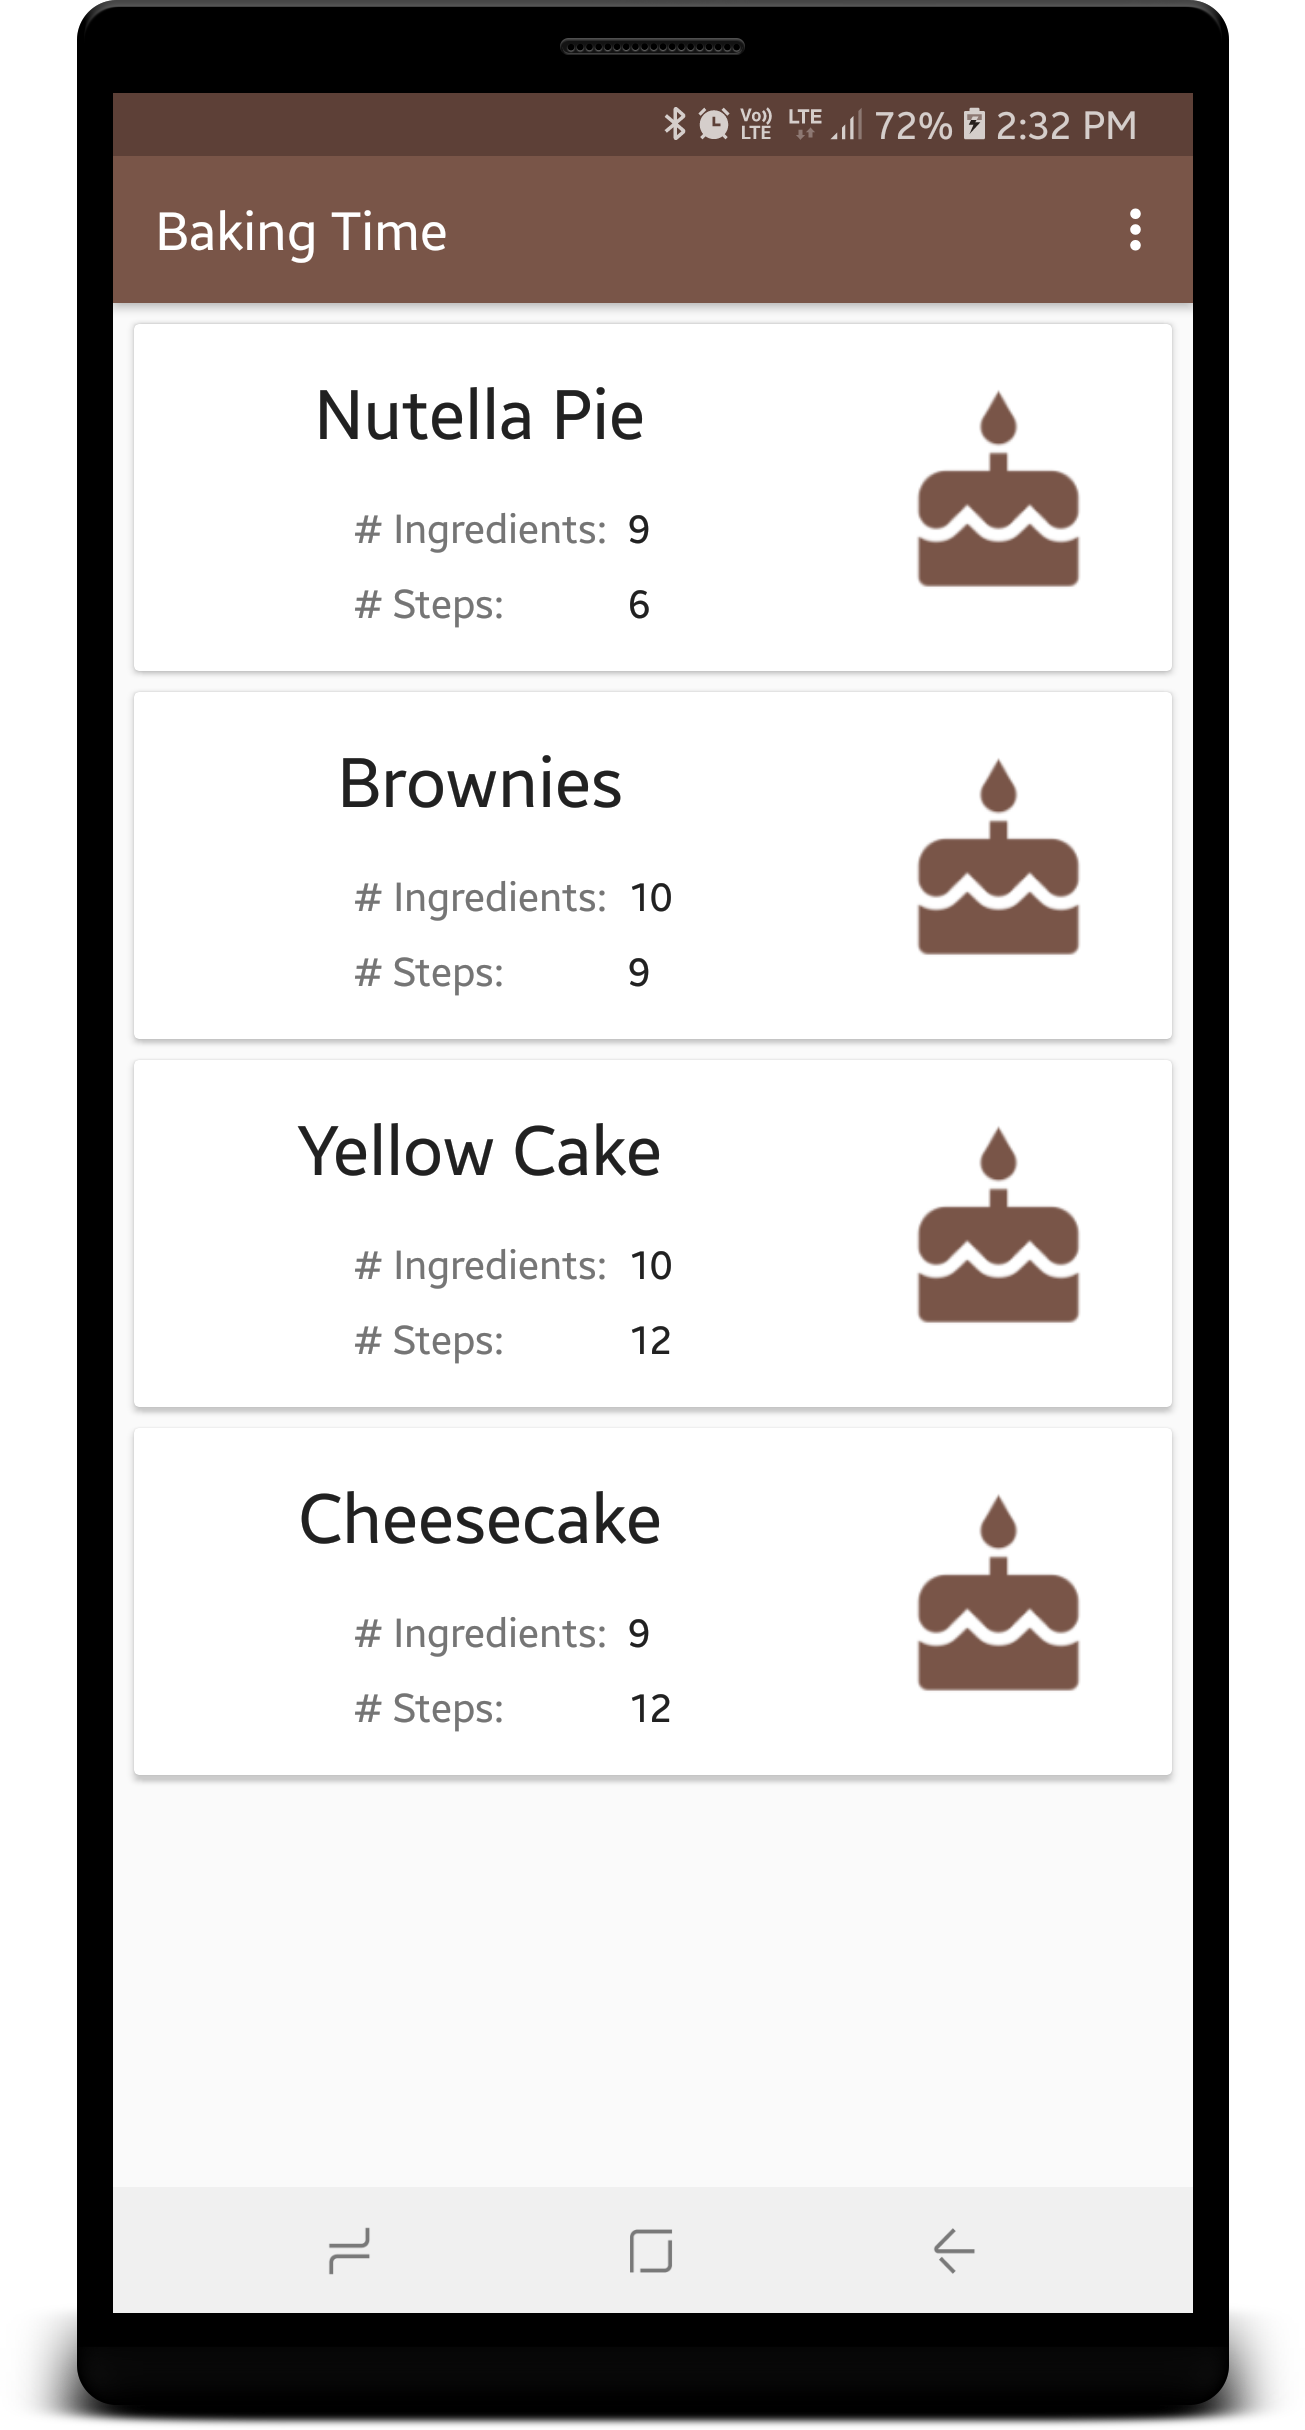 Vo)) LTE LTE 72% 2:32 PM
Baking Time
Nutella Pie
# Ingredients: 9
# Steps: 6
Brownies
# Ingredients: 10
# Steps: 9
Yellow Cake
# Ingredients: 10
# Steps: 12
Cheesecake
# Ingredients: 9
# Steps: 12